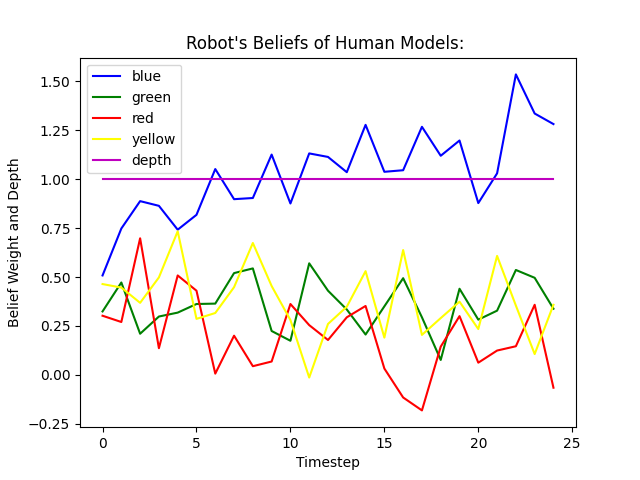 Robot's Beliefs of Human Models:
blue
green
red
yellow
depth
1.50
1.25
1.00
0.75
0.50
0.25
0.00
−0.25
Belief Weight and Depth
0 5 10 15 20 25
Timestep